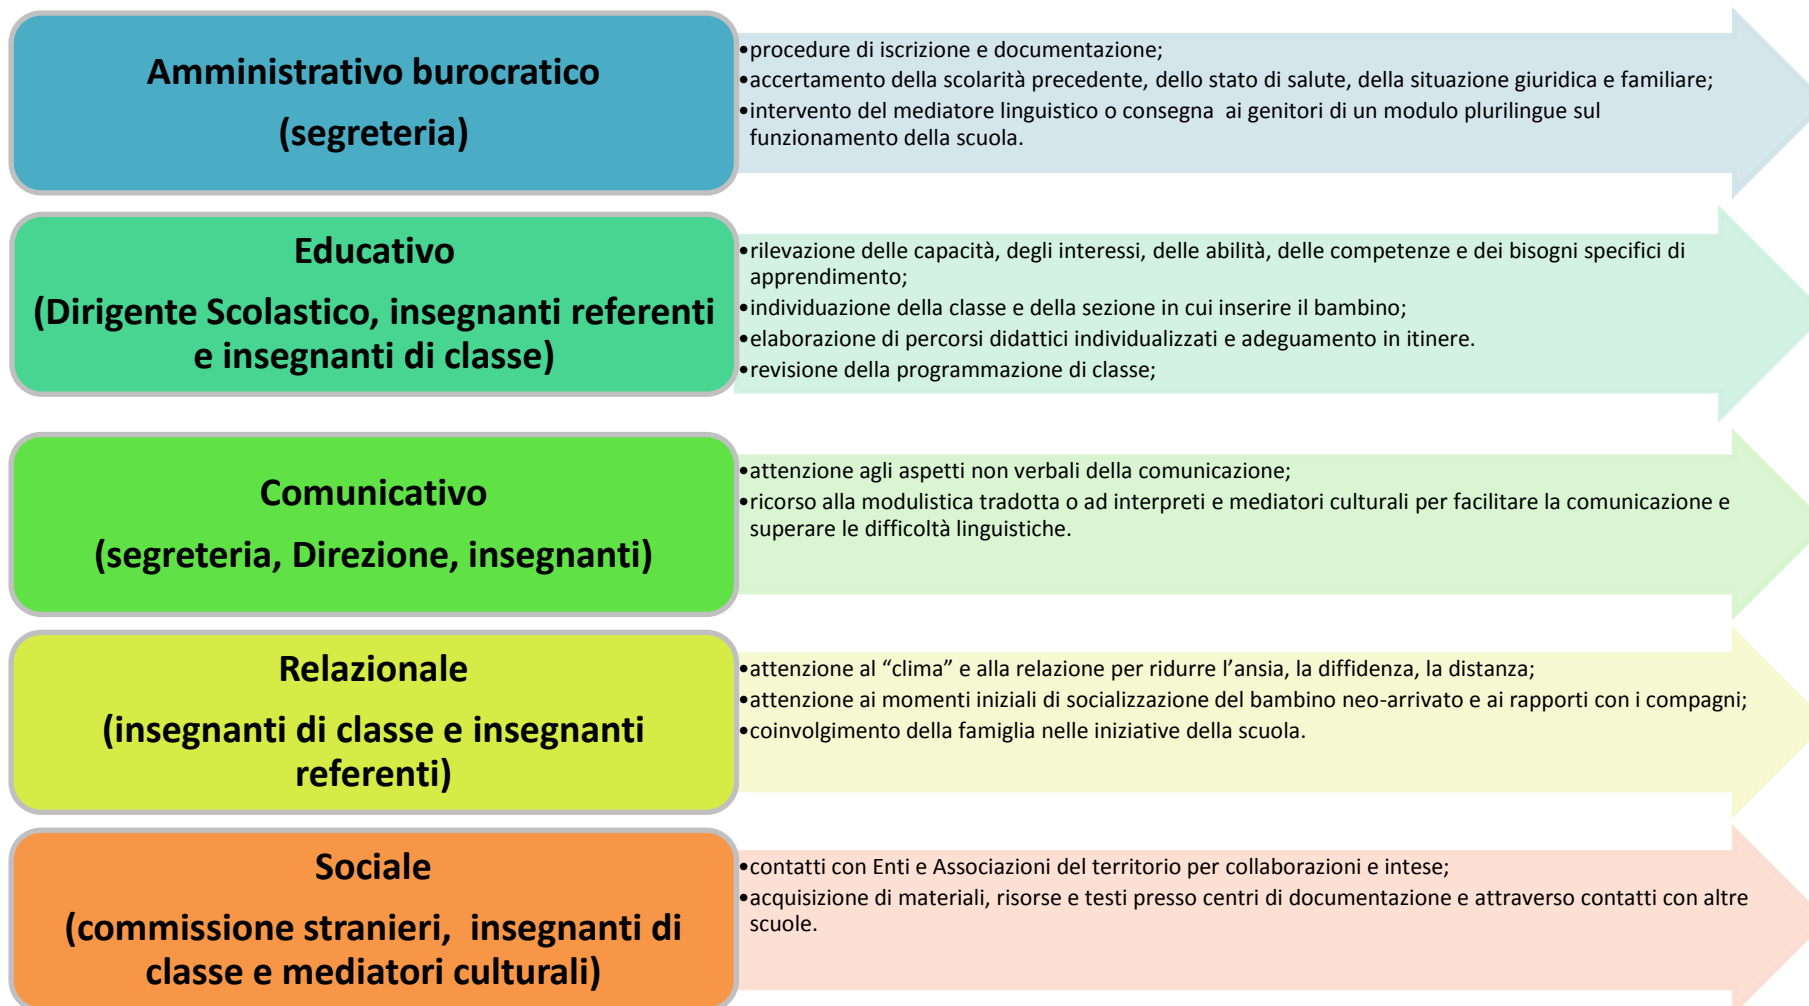 Amministrativo burocratico
(segreteria)
•procedure di iscrizione e documentazione;
•accertamento della scolarità precedente, dello stato di salute, della situazione giuridica e familiare;
•intervento del mediatore linguistico o consegna  ai genitori di un modulo plurilingue sul
funzionamento della scuola.
Educativo
(Dirigente Scolastico, insegnanti referenti
e insegnanti di classe)
•rilevazione delle capacità, degli interessi, delle abilità, delle competenze e dei bisogni specifici di
apprendimento;
•individuazione della classe e della sezione in cui inserire il bambino;
•elaborazione di percorsi didattici individualizzati e adeguamento in itinere.
•revisione della programmazione di classe;
Comunicativo
(segreteria, Direzione, insegnanti)
•attenzione agli aspetti non verbali della comunicazione;
•ricorso alla modulistica tradotta o ad interpreti e mediatori culturali per facilitare la comunicazione e
superare le difficoltà linguistiche.
Relazionale
(insegnanti di classe e insegnanti
referenti)
•attenzione al “clima” e alla relazione per ridurre l’ansia, la diffidenza, la distanza;
•attenzione ai momenti iniziali di socializzazione del bambino neo-arrivato e ai rapporti con i compagni;
•coinvolgimento della famiglia nelle iniziative della scuola.
Sociale
(commissione stranieri,  insegnanti di
classe e mediatori culturali)
•contatti con Enti e Associazioni del territorio per collaborazioni e intese;
•acquisizione di materiali, risorse e testi presso centri di documentazione e attraverso contatti con altre
scuole.